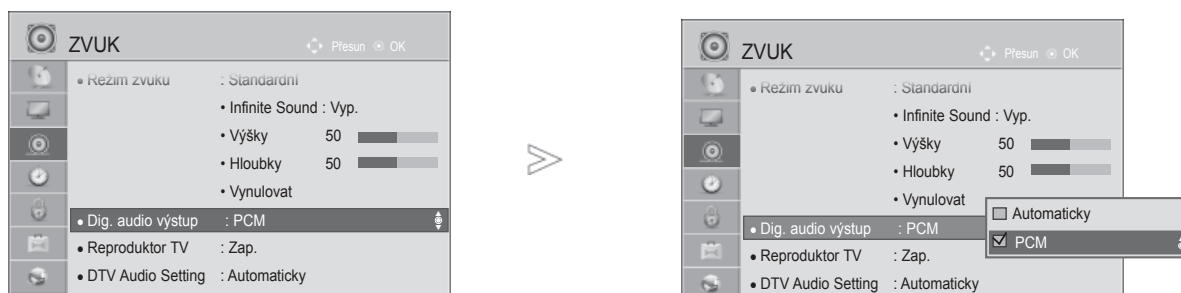 ZVUK
Přesun OK
• Režim zvuku : Standardní
• Infinite Sound : Vyp.
• Výšky 50
• Hloubky 50
• Vynulovat
• Dig. audio výstup : PCM
• Reproduktor TV : Zap.
• DTV Audio Setting : Automaticky
ZVUK
Přesun OK
• Režim zvuku : Standardní
• Infinite Sound : Vyp.
• Výšky 50
• Hloubky 50
• Vynulovat
Automaticky
• Dig. audio výstup : PCM
PCM
• Reproduktor TV : Zap.
• DTV Audio Setting : Automaticky